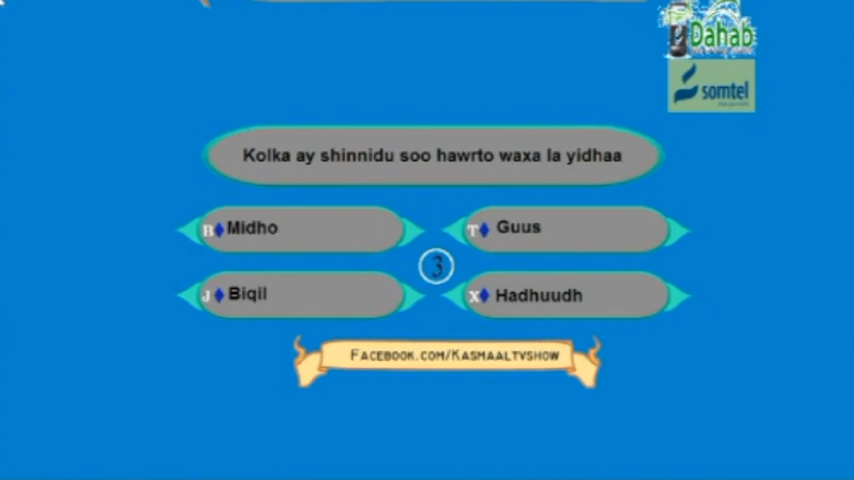 Dahab
somtel
Kolka ay shinnidu soo hawrto waxa la yidhaa
B Midho
T Guus
3
J Biqil
X Hadhuudh
Facebook.com/Kasmaaltvshow